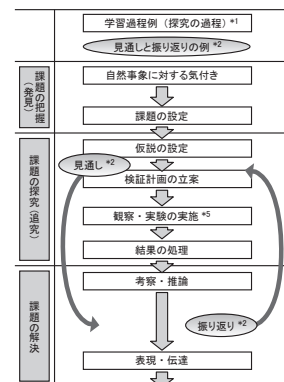 学習過程例（探究の過程）*1
見通しと振り返りの例 *2
課題の把握
（発見）
自然事象に対する気付き
課題の設定
課題の探究（追究）
仮説の設定
見通し *2
検証計画の立案
観察・実験の実施 *5
結果の処理
課題の解決
考察・推論
振り返り *2
表現・伝達